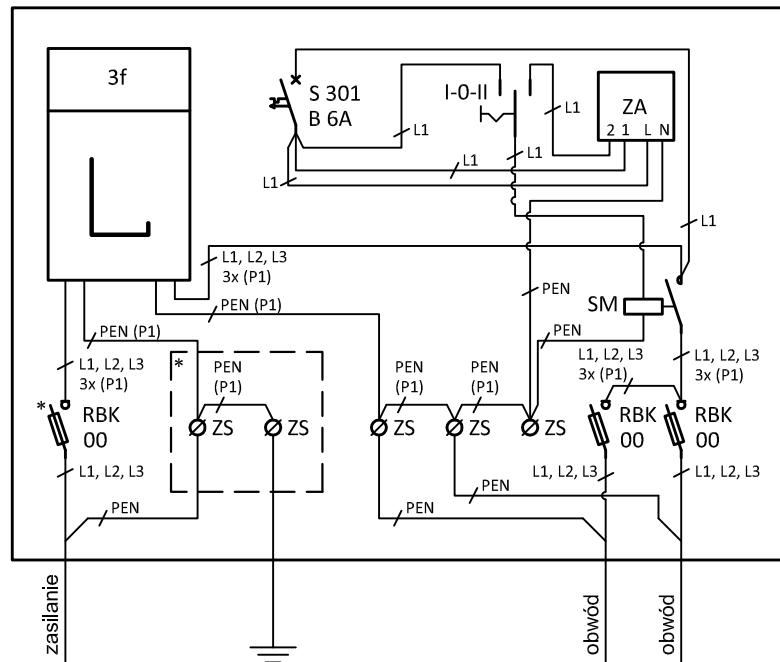 3f
S 301
B 6A
I-0-II
ZA
2 1 L N
L1
L1
L1
L1
L1
L1
L1, L2, L3
3x (P1)
PEN (P1)
PEN (P1)
PEN
PEN
SM
L1, L2, L3
3x (P1)
*
PEN
(P1)
PEN
(P1)
PEN
(P1)
L1, L2, L3
3x (P1)
L1, L2, L3
3x (P1)
*
RBK
00
ZS
ZS
ZS
ZS
ZS
RBK
00
RBK
00
L1, L2, L3
L1, L2, L3
L1, L2, L3
PEN
PEN
PEN
zasilanie
obwód
obwód